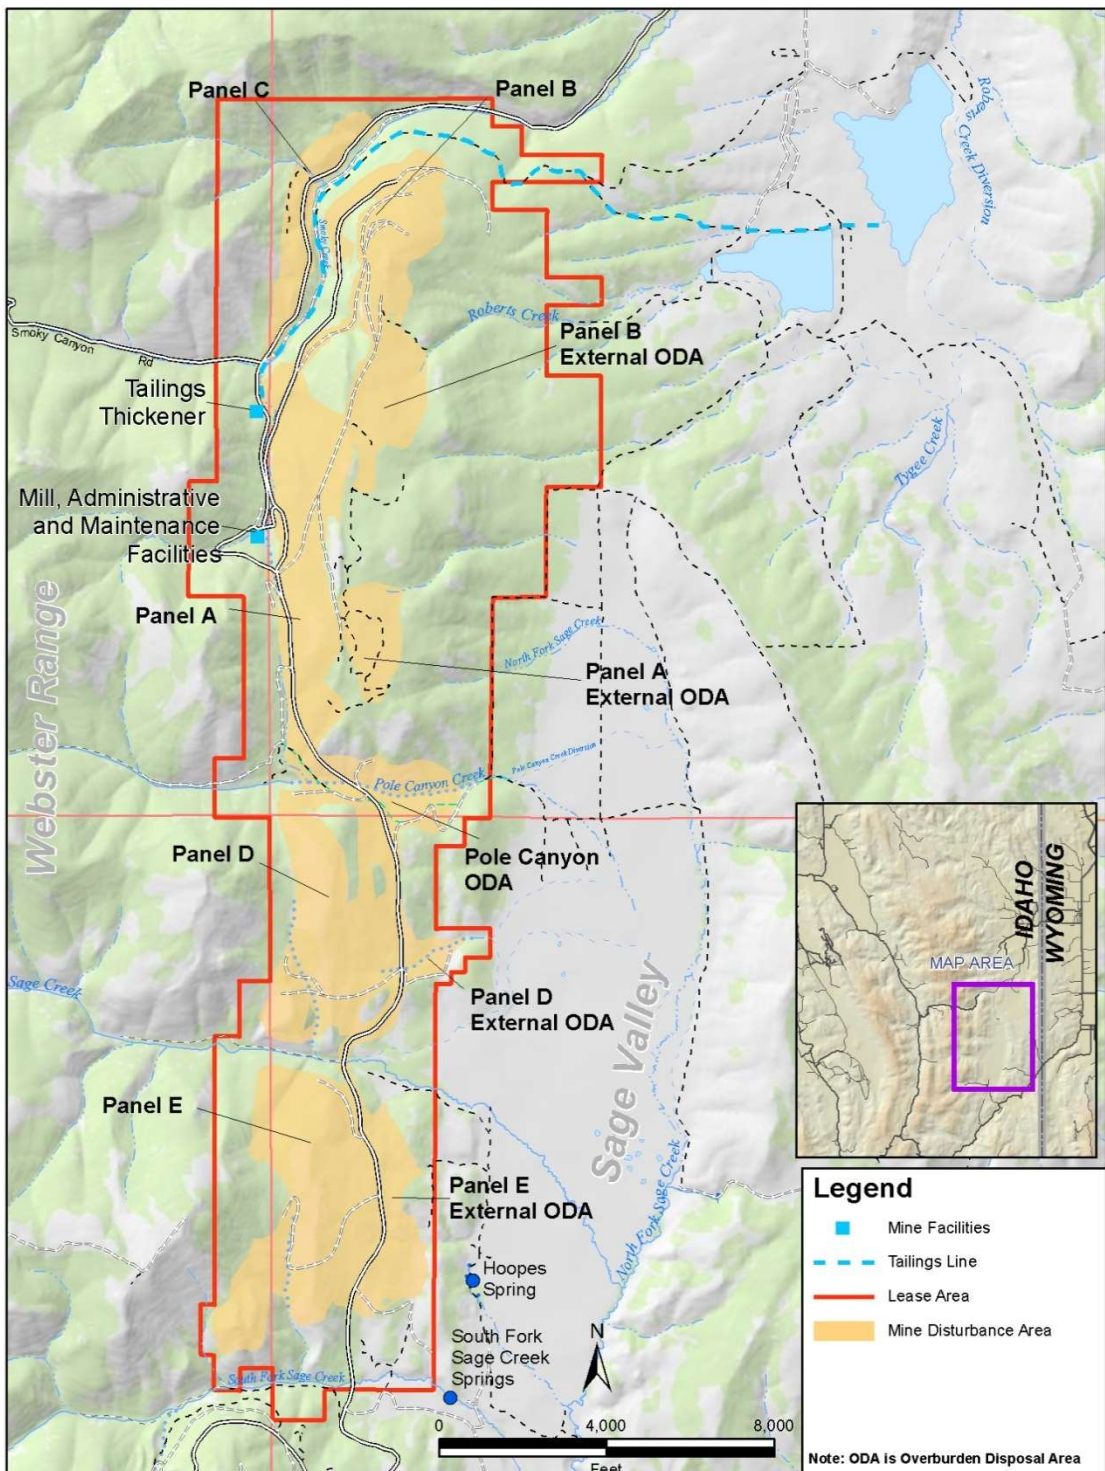 Panel C
Panel B
Roberts
Creek Diversion
Smoky Creek
Smoky Canyon
Rd
Roberts Creek
Panel B
External ODA
Tailings
Thickener
Tygee Creek
Mill, Administrative
and Maintenance
Facilities
Webster Range
Panel A
North Fork Sage Creek
Panel A
External ODA
Pole Canyon Creek Diversion
Pole Canyon Creek
Panel D
Pole Canyon
ODA
IDAHO
WYOMING
MAP AREA
Sage Creek
Panel D
External ODA
Sage Valley
Panel E
Panel E
External ODA
North Fork Sage Creek
Hoopes
Spring
South Fork
Sage Creek
Springs
South Fork Sage Creek
N
0 4,000 8,000
Feet
Legend
Mine Facilities
Tailings Line
Lease Area
Mine Disturbance Area
Note: ODA is Overburden Disposal Area